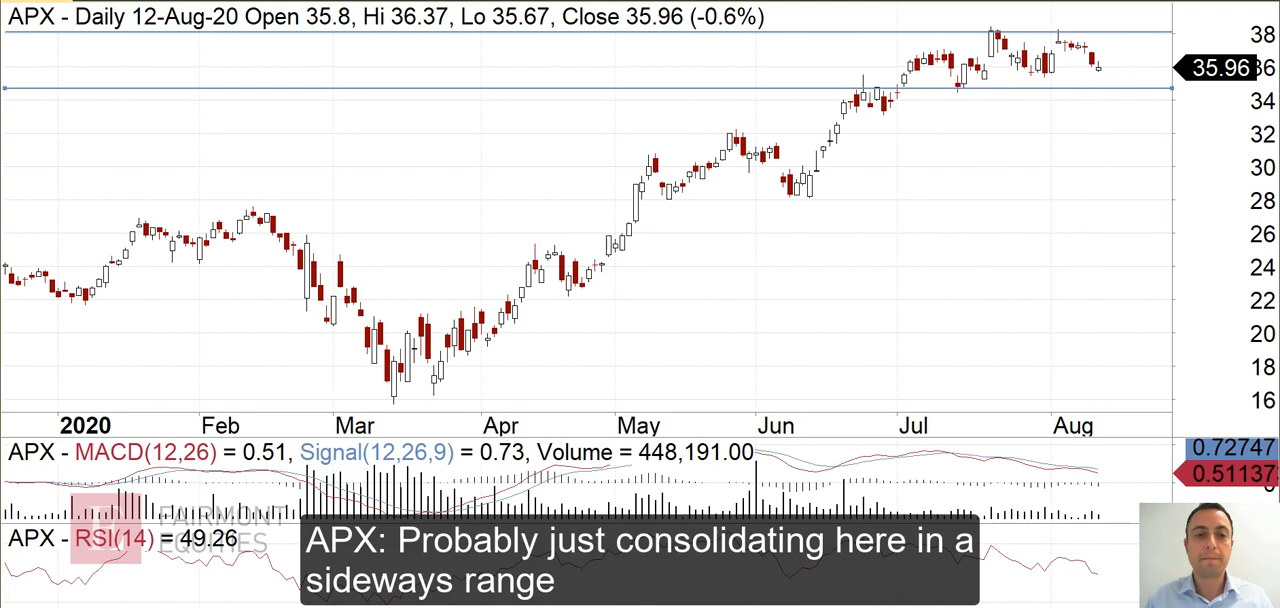 APX - Daily 12-Aug-20 Open 35.8, Hi 36.37, Lo 35.67, Close 35.96 (-0.6%)
38
35.96
36
34
32
30
28
26
24
22
20
18
16
2020 Feb Mar Apr May Jun Jul Aug
APX - MACD(12,26) = 0.51, Signal(12,26,9) = 0.73, Volume = 448,191.00
0.72747
0.51137
FAIRMONT
EQUITIES
APX - RSI(14) = 49.26
APX: Probably just consolidating here in a
sideways range